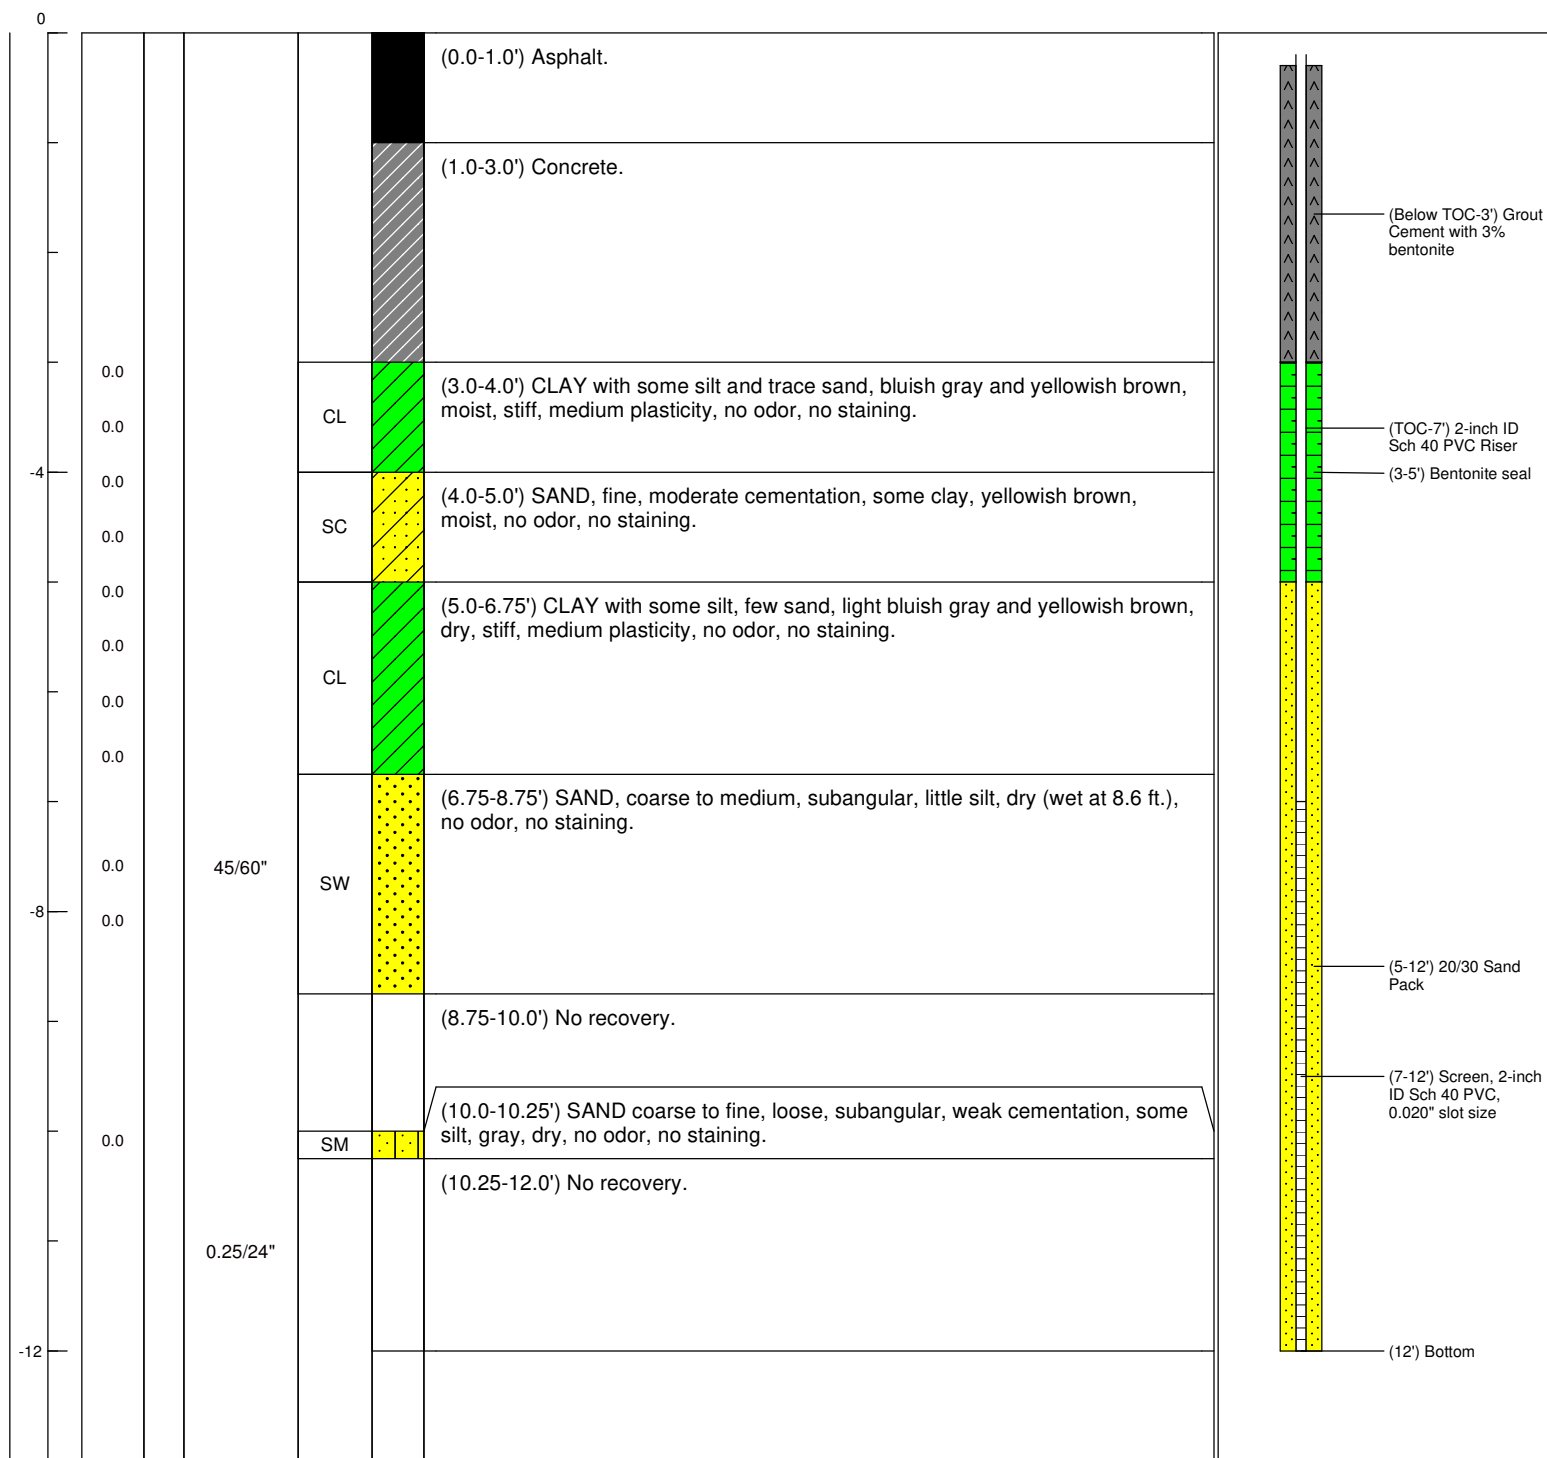 0
(0.0-1.0') Asphalt.
(1.0-3.0') Concrete.
(Below TOC-3') Grout
Cement with 3%
bentonite
0.0
CL
(3.0-4.0') CLAY with some silt and trace sand, bluish gray and yellowish brown,
moist, stiff, medium plasticity, no odor, no staining.
0.0
(TOC-7') 2-inch ID
Sch 40 PVC Riser
-4
0.0
(3-5') Bentonite seal
SC
(4.0-5.0') SAND, fine, moderate cementation, some clay, yellowish brown,
moist, no odor, no staining.
0.0
0.0
CL
(5.0-6.75') CLAY with some silt, few sand, light bluish gray and yellowish brown,
dry, stiff, medium plasticity, no odor, no staining.
0.0
0.0
0.0
(6.75-8.75') SAND, coarse to medium, subangular, little silt, dry (wet at 8.6 ft.),
no odor, no staining.
0.0
45/60"
SW
-8
0.0
(5-12') 20/30 Sand
Pack
(8.75-10.0') No recovery.
(7-12') Screen, 2-inch
ID Sch 40 PVC,
0.020" slot size
0.0
SM
(10.0-10.25') SAND coarse to fine, loose, subangular, weak cementation, some
silt, gray, dry, no odor, no staining.
(10.25-12.0') No recovery.
0.25/24"
-12
(12') Bottom